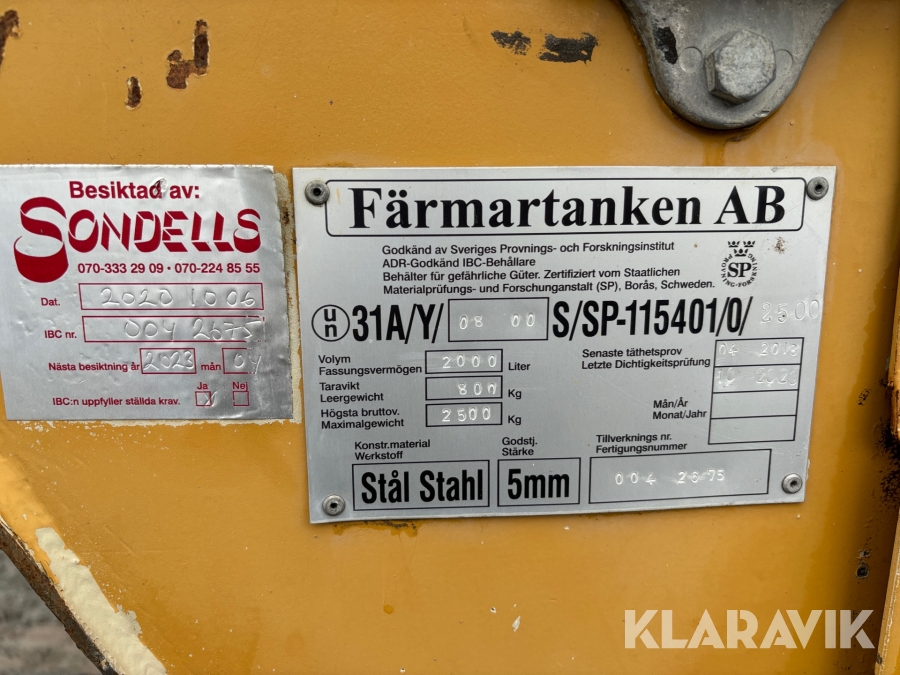 Besiktad av:
SONDELLS
070-333 29 09 · 070-224 85 55
Dat. 2020 10 06
IBC nr. 004 2675
Nästa besiktning år 2023 mån 04
Ja Nej
IBC:n uppfyller ställda krav.
Färmartanken AB
Godkänd av Sveriges Provnings- och Forskningsinstitut
ADR-Godkänd IBC-Behållare
Behälter für gefährliche Güter. Zertifiziert vom Staatlichen
Materialprüfungs- und Forschungsanstalt (SP), Borås, Schweden.
SP
un 31A/Y/ 08 00 S/SP-115401/0/ 2500
Volym
Fassungsvermögen 2000 Liter
Taravikt
Leergewicht 800 Kg
Högsta bruttov.
Maximalgewicht 2500 Kg
Senaste täthetsprov
Letzte Dichtigkeitsprüfung 04 2018
2020
Mån/År
Monat/Jahr
Konstr.material
Werkstoff
Stål Stahl
Godstj.
Stärke
5mm
Tillverknings nr.
Fertigungsnummer
004 2675
KLARAVIK